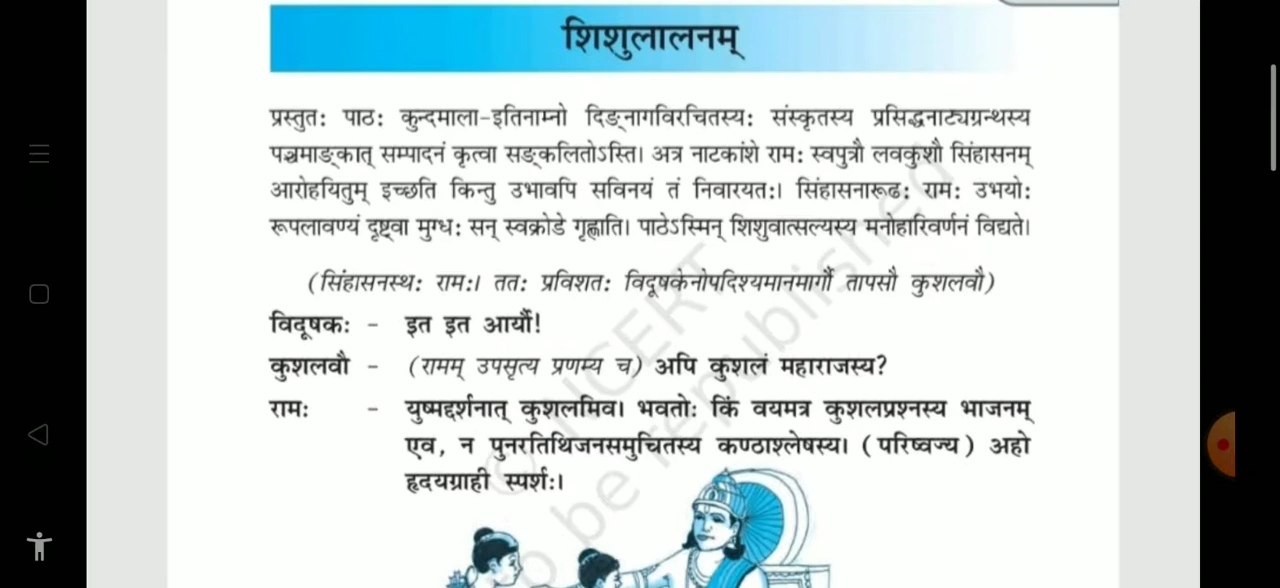 शिशुलालनम्
प्रस्तुतः पाठः कुन्दमाला-इतिनाम्नो दिङ्नागविरचितस्यः संस्कृतस्य प्रसिद्धनाट्यग्रन्थस्य
पञ्चमाङ्कात् सम्पादनं कृत्वा सङ्कलितोऽस्ति। अत्र नाटकांशे रामः स्वपुत्रौ लवकुशौ सिंहासनम्
आरोहयितुम् इच्छति किन्तु उभावपि सविनयं तं निवारयतः। सिंहासनारूढः रामः उभयोः
रूपलावण्यं दृष्ट्वा मुग्धः सन् स्वक्रोडे गृह्णाति। पाठेऽस्मिन् शिशुवात्सल्यस्य मनोहारिवर्णनं विद्यते।
(सिंहासनस्थः रामः। ततः प्रविशतः विदूषकेनोपदिश्यमानमार्गौ तापसौ कुशलवौ)
विदूषकः - इत इत आर्यौ!
कुशलवौ - (रामम् उपसृत्य प्रणम्य च) अपि कुशलं महाराजस्य?
रामः - युष्मद्दर्शनात् कुशलमिव। भवतोः किं वयमत्र कुशलप्रश्नस्य भाजनम्
एव, न पुनरतिथिजनसमुचितस्य कण्ठाश्लेषस्य। (परिष्वज्य) अहो
हृदयग्राही स्पर्शः।
© NCERT
o be republished